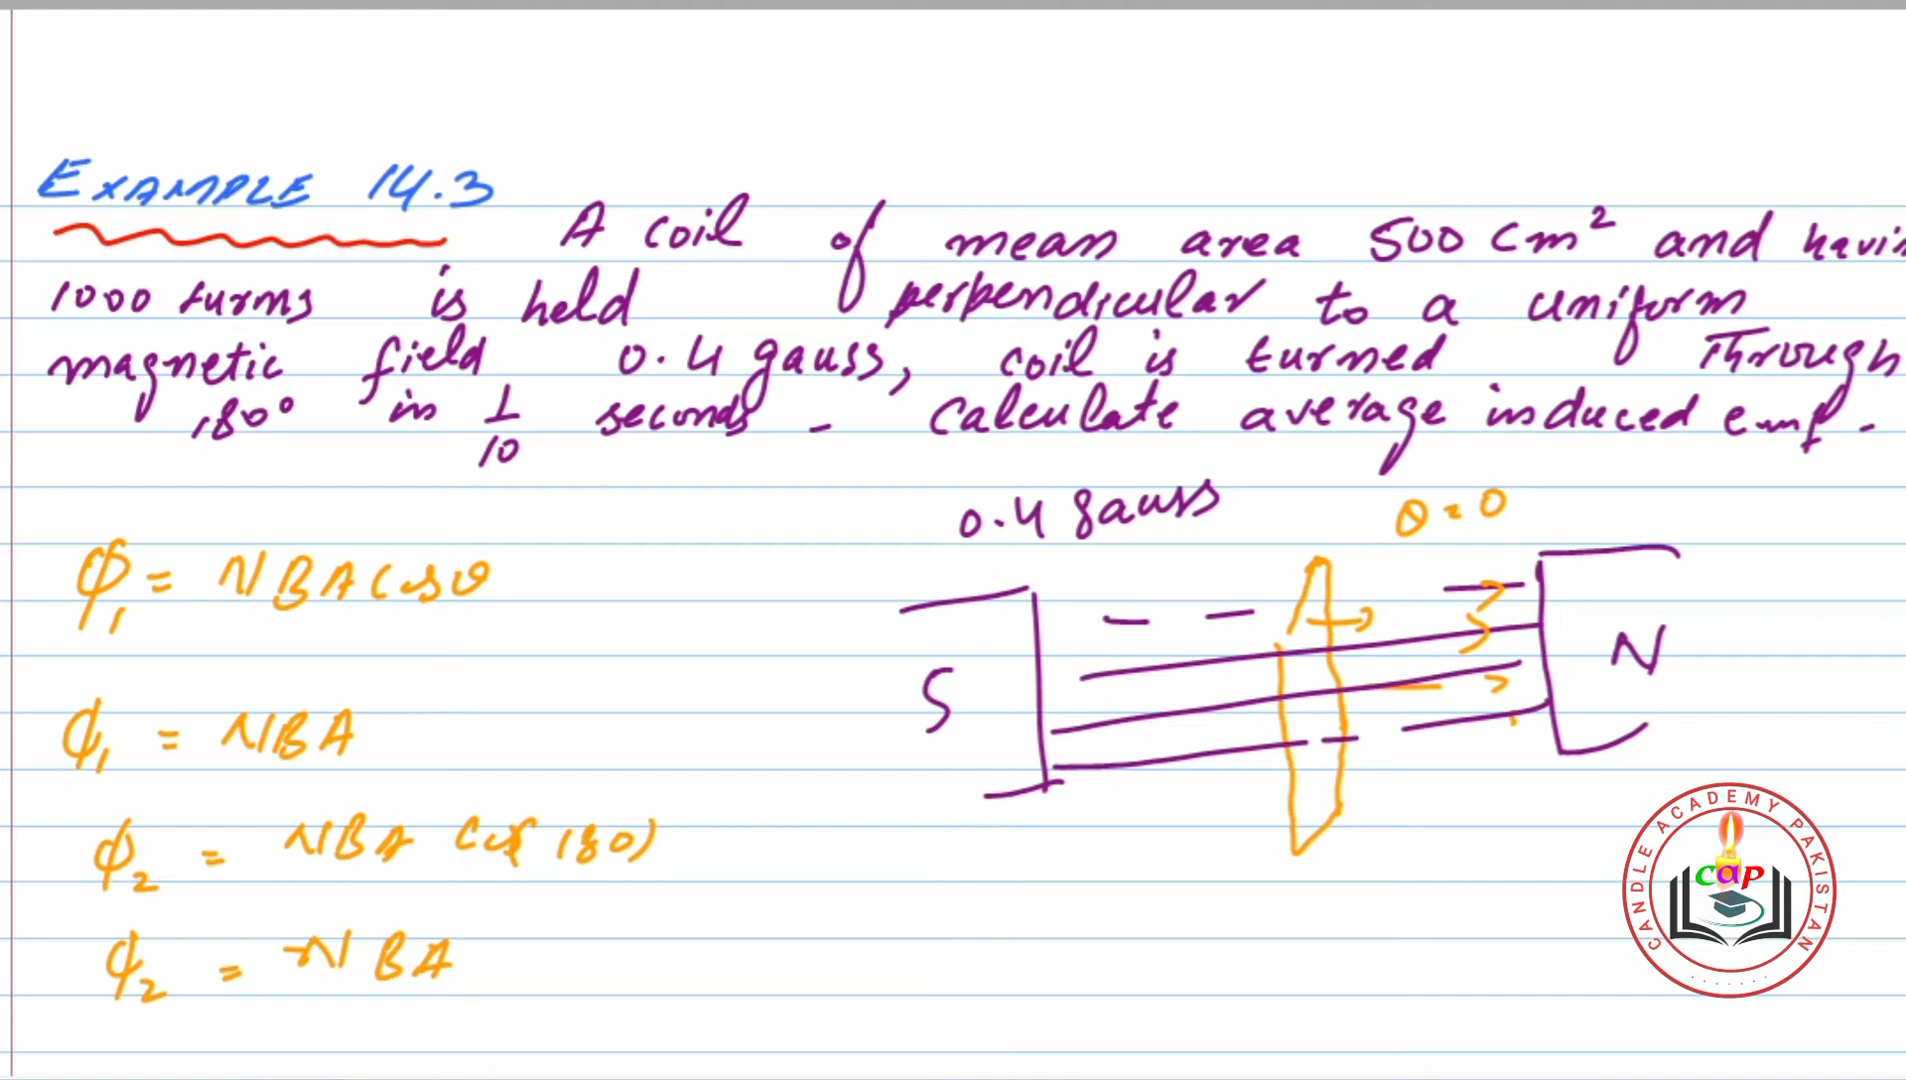 EXAMPLE 14.3
A coil of mean area 500 cm² and havin
1000 turns is held perpendicular to a uniform
magnetic field 0.4 gauss, coil is turned Through
180° in 1/10 seconds - Calculate average induced emf.
0.4 gauss
θ = 0
ϕ₁ = NBA Cosθ
S
N
ϕ₁ = NBA
ϕ₂ = NBA Cos(180)
ϕ₂ = -NBA
CANDLE ACADEMY PAKISTAN
cap